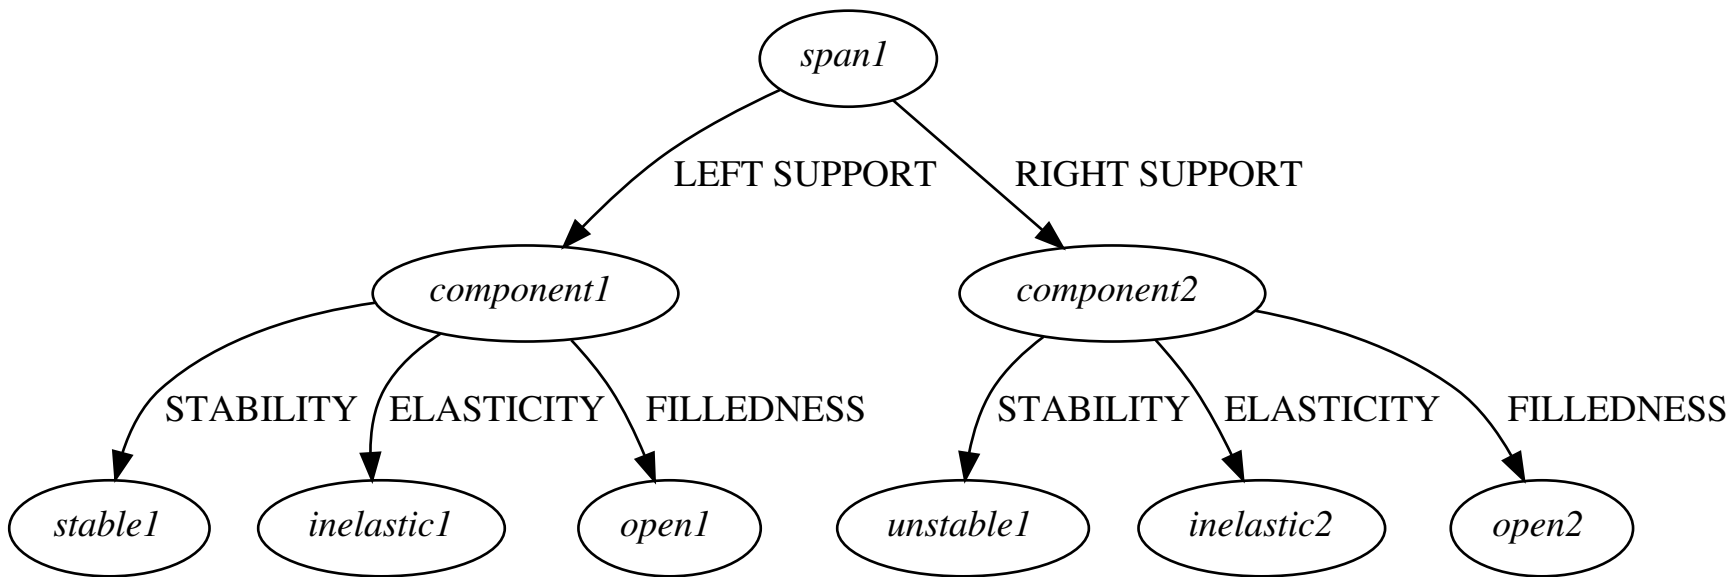 span1
LEFT SUPPORT
RIGHT SUPPORT
component1
component2
STABILITY
ELASTICITY
FILLEDNESS
STABILITY
ELASTICITY
FILLEDNESS
stable1
inelastic1
open1
unstable1
inelastic2
open2